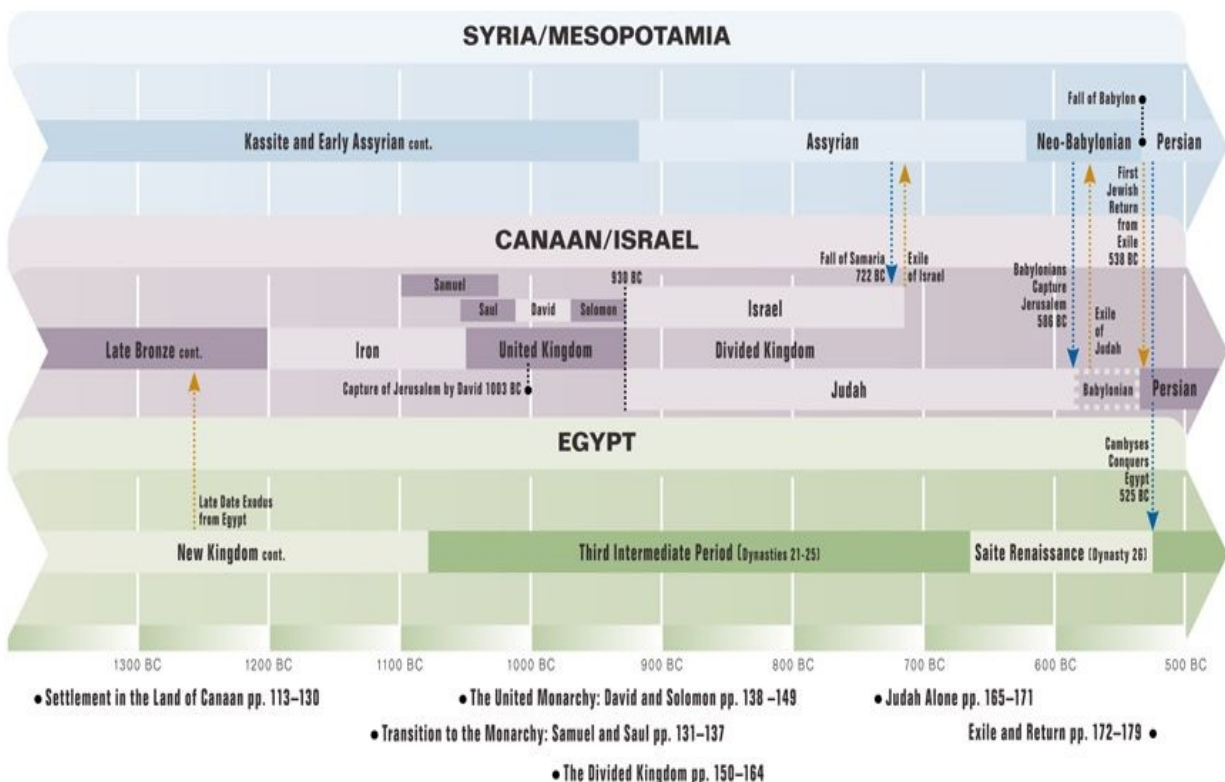 SYRIA/MESOPOTAMIA
Fall of Babylon
Kassite and Early Assyrian cont.
Assyrian
Neo-Babylonian
Persian
First
Jewish
Return
from
Exile
538 BC
CANAAN/ISRAEL
Samuel
Saul
David
Solomon
930 BC
Fall of Samaria
722 BC
Exile
of Israel
Babylonians
Capture
Jerusalem
586 BC
Exile
of
Judah
Israel
Late Bronze cont.
Iron
United Kingdom
Divided Kingdom
Capture of Jerusalem by David 1003 BC
Judah
Babylonian
Persian
EGYPT
Cambyses
Conquers
Egypt
525 BC
Late Date Exodus
from Egypt
New Kingdom cont.
Third Intermediate Period (Dynasties 21-25)
Saite Renaissance (Dynasty 26)
1300 BC
1200 BC
1100 BC
1000 BC
900 BC
800 BC
700 BC
600 BC
500 BC
• Settlement in the Land of Canaan pp. 113–130
• The United Monarchy: David and Solomon pp. 138 –149
• Judah Alone pp. 165–171
• Transition to the Monarchy: Samuel and Saul pp. 131–137
Exile and Return pp. 172–179 •
• The Divided Kingdom pp. 150–164